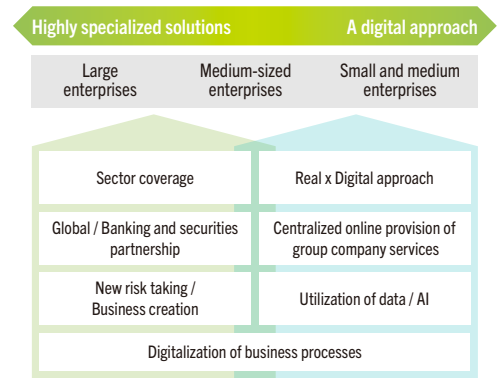 Highly specialized solutions
A digital approach
Large
enterprises
Medium-sized
enterprises
Small and medium
enterprises
Sector coverage
Real x Digital approach
Global / Banking and securities
partnership
Centralized online provision of
group company services
New risk taking /
Business creation
Utilization of data / AI
Digitalization of business processes